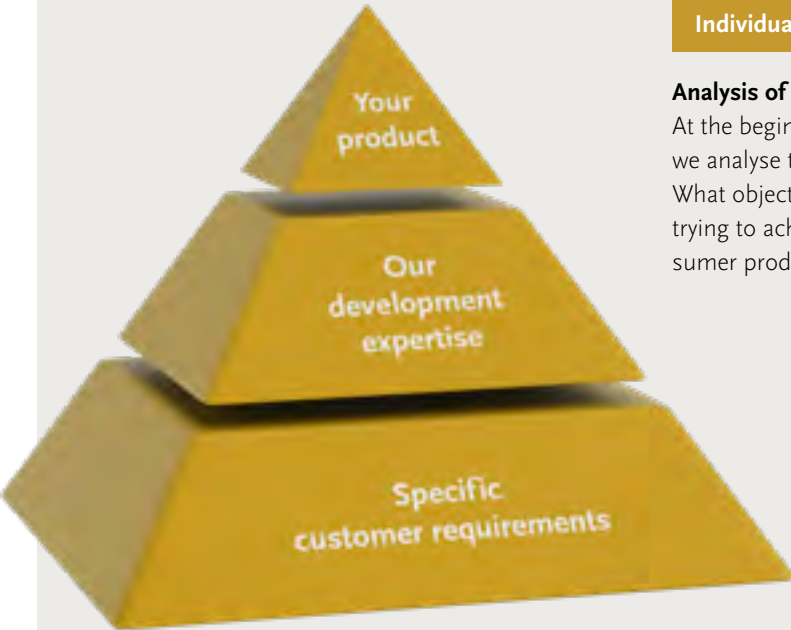 Your
product
Our
development
expertise
Specific
customer requirements
Individua
Analysis of
At the begin
we analyse t
What object
trying to ach
sumer prod